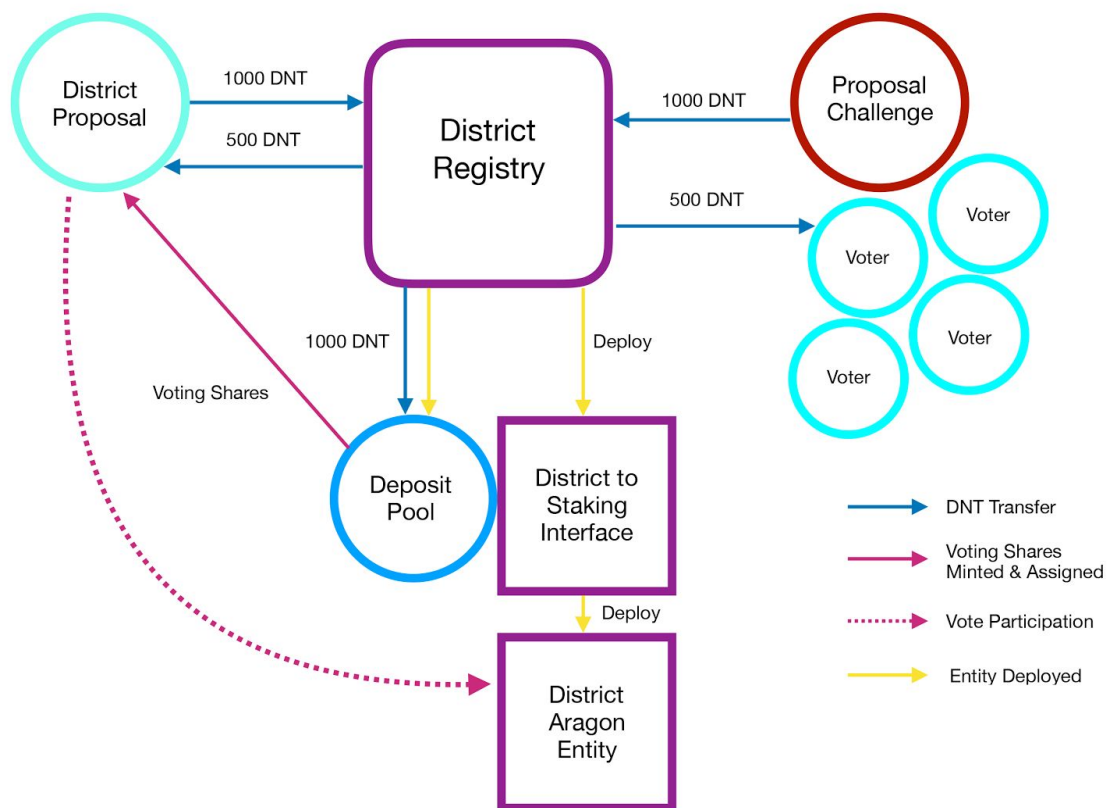 District
Proposal
1000 DNT
500 DNT
District
Registry
1000 DNT
Proposal
Challenge
500 DNT
Voter
Voter
Voter
Voter
1000 DNT
Deploy
Voting Shares
Deposit
Pool
District to
Staking
Interface
Deploy
District
Aragon
Entity
DNT Transfer
Voting Shares
Minted & Assigned
Vote Participation
Entity Deployed